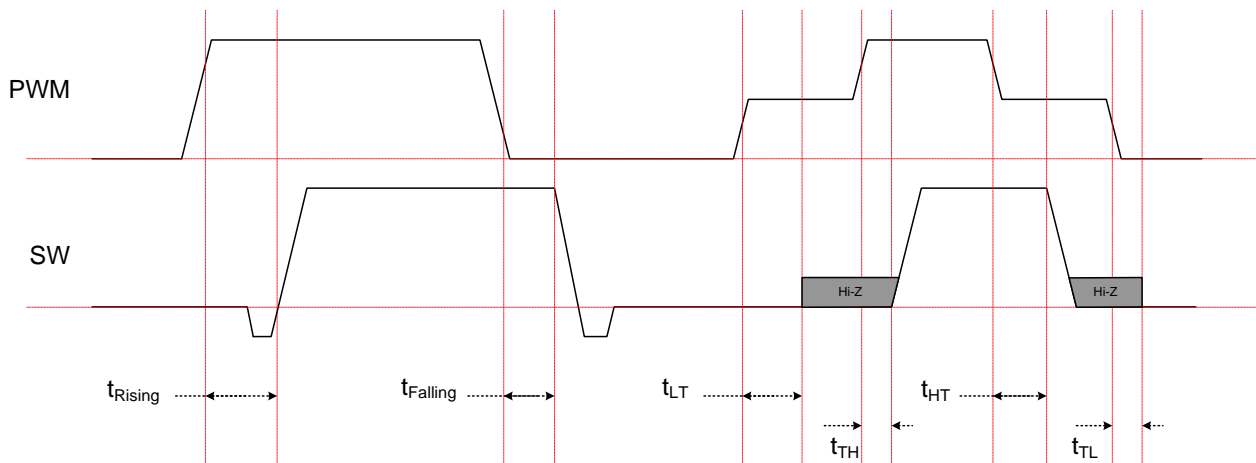 PWM
SW
Hi-Z
Hi-Z
tRising
tFalling
tLT
tHT
tTH
tTL